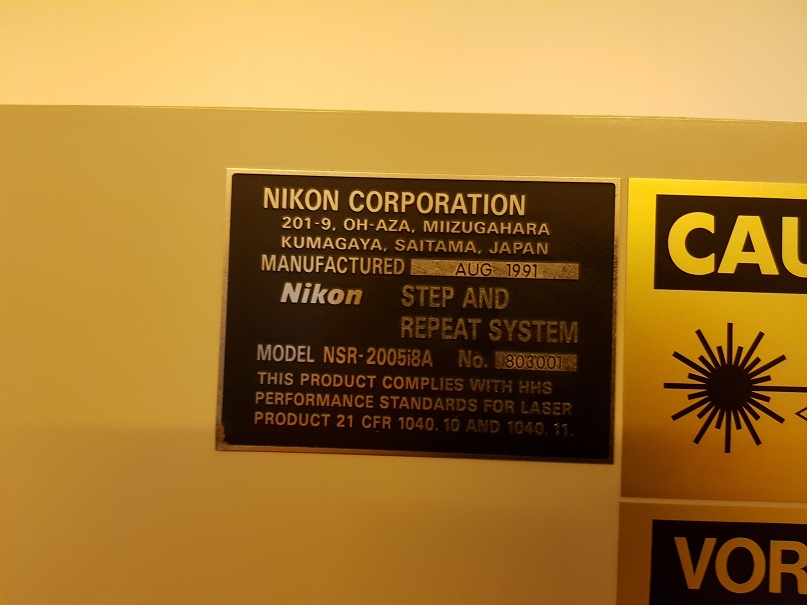 NIKON CORPORATION
201-9, OH-AZA, MIIZUGAHARA
KUMAGAYA, SAITAMA, JAPAN
MANUFACTURED AUG 1991
Nikon STEP AND
REPEAT SYSTEM
MODEL NSR-2005i8A No. 803001
THIS PRODUCT COMPLIES WITH HHS
PERFORMANCE STANDARDS FOR LASER
PRODUCT 21 CFR 1040.10 AND 1040.11.
CAU
VOR